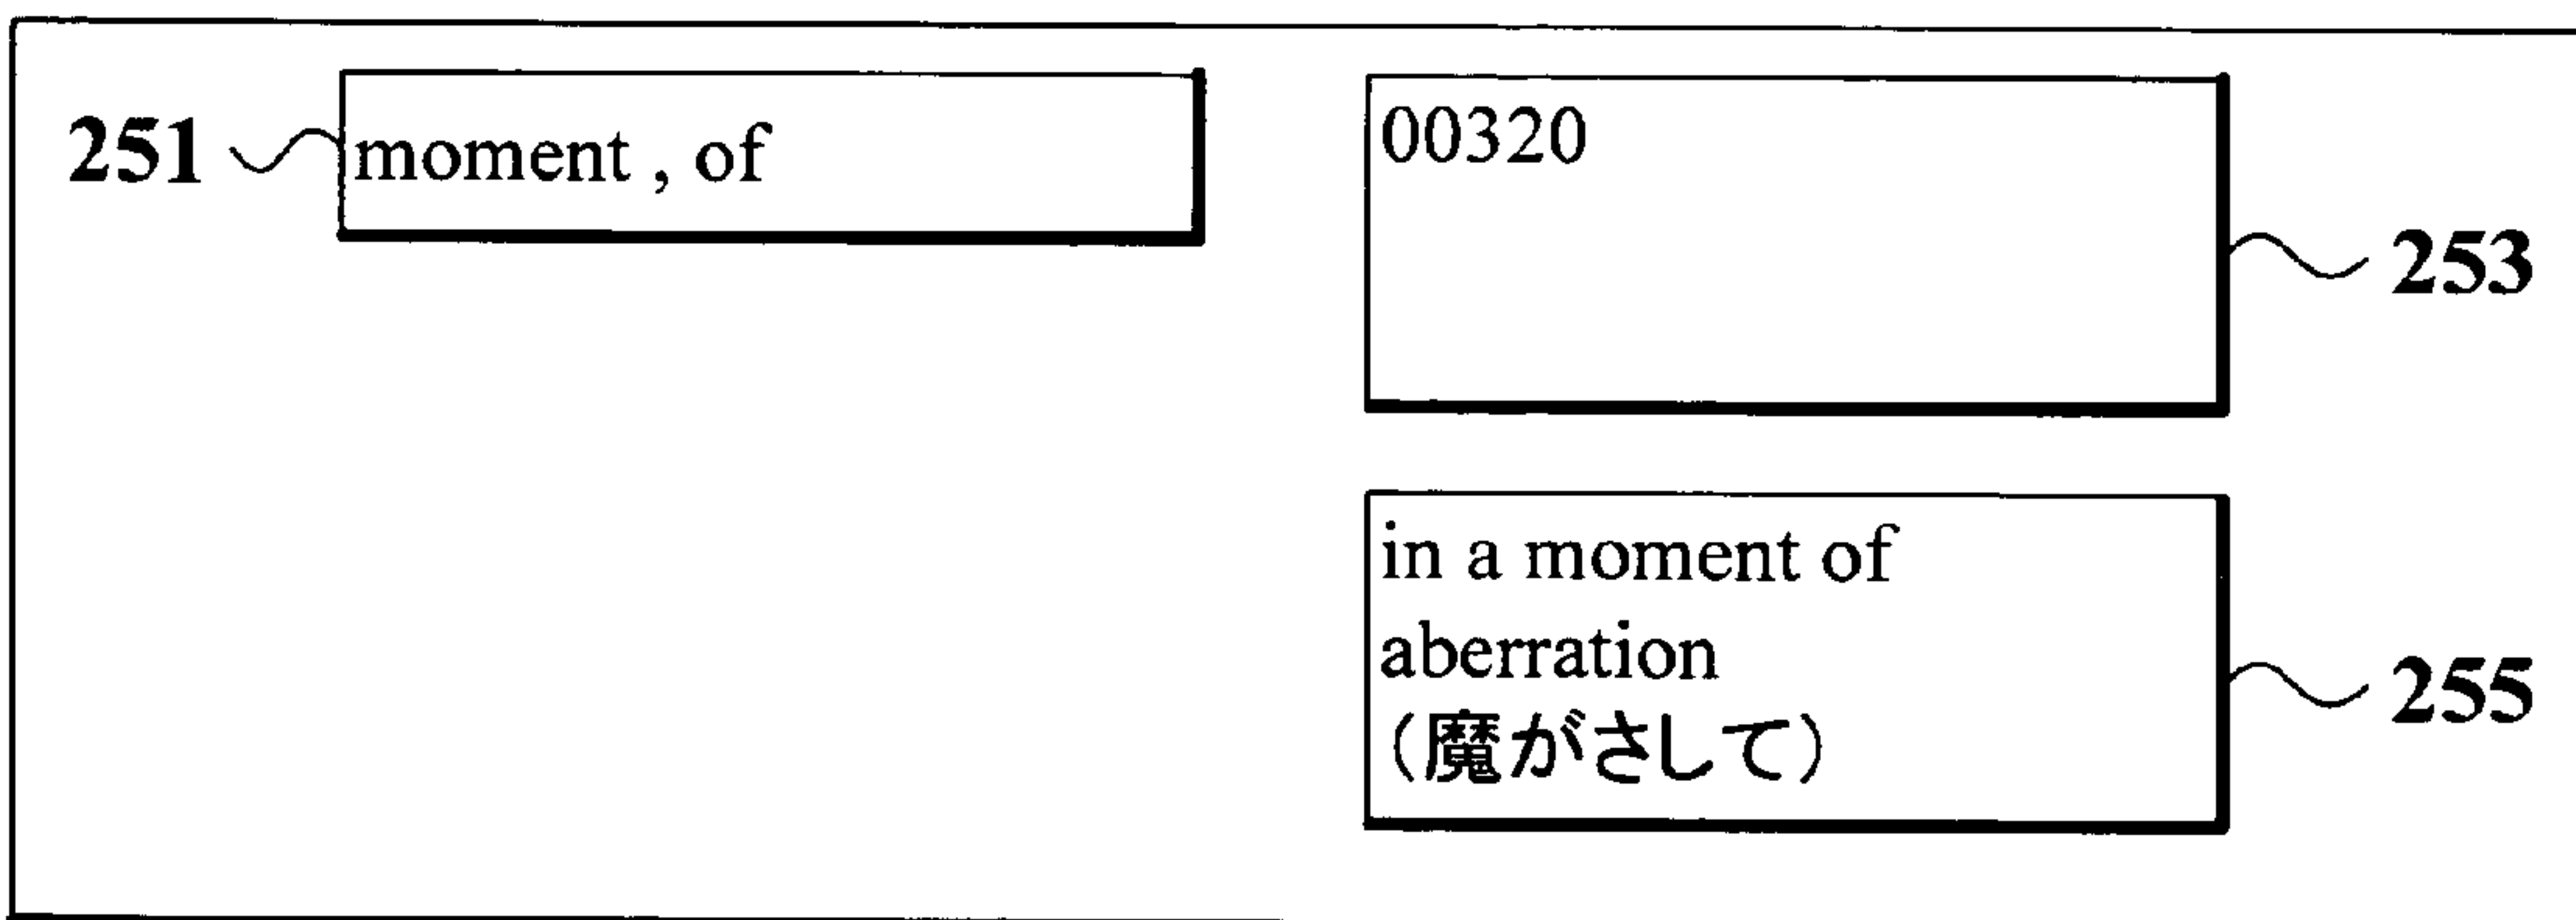 251
moment , of
00320
253
in a moment of
aberration
(魔がさして)
255